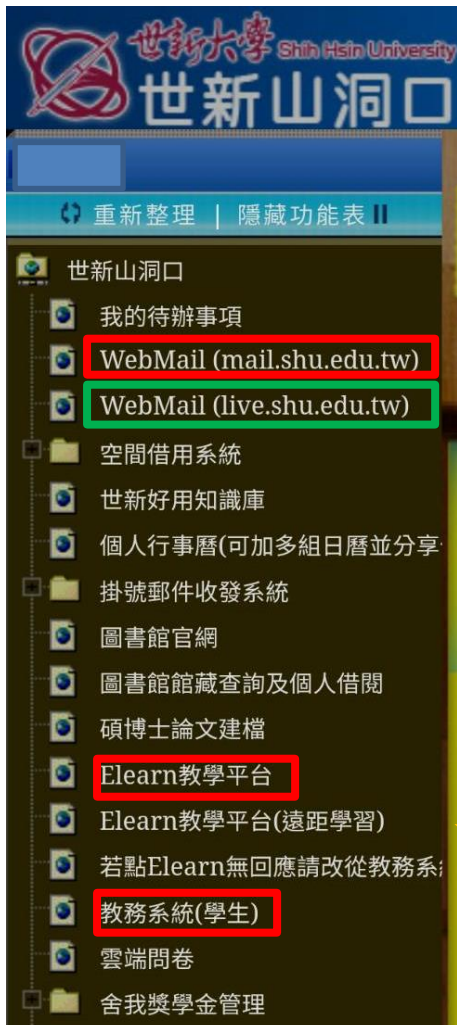 世新大學 Shih Hsin University
世新山洞口
重新整理 | 隱藏功能表
世新山洞口
我的待辦事項
WebMail (mail.shu.edu.tw)
WebMail (live.shu.edu.tw)
空間借用系統
世新好用知識庫
個人行事曆(可加多組日曆並分享
掛號郵件收發系統
圖書館官網
圖書館館藏查詢及個人借閱
碩博士論文建檔
Elearn教學平台
Elearn教學平台(遠距學習)
若點Elearn無回應請改從教務系
教務系統(學生)
雲端問卷
舍我獎學金管理